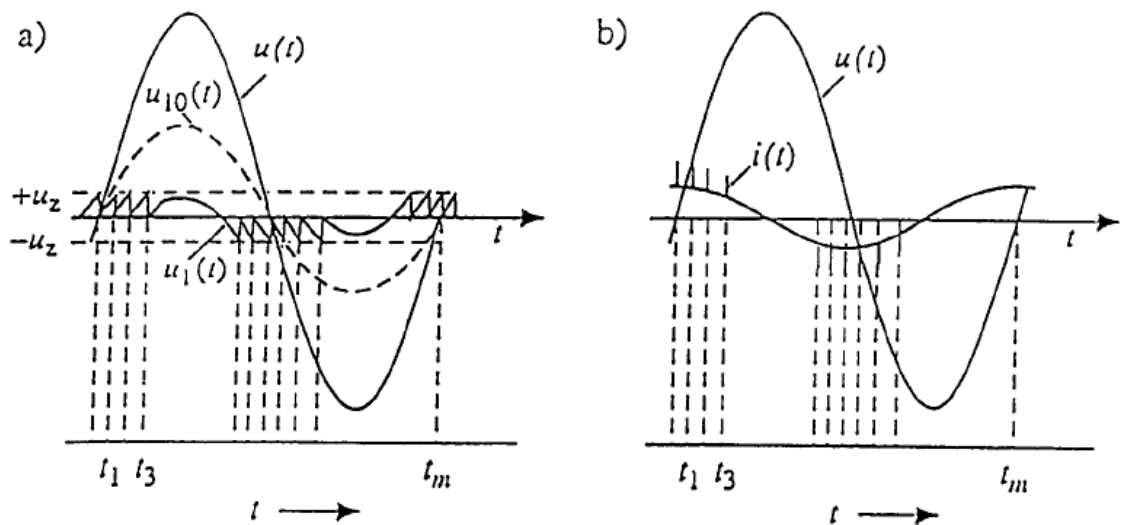 a)
u(t)
u10(t)
+uz
-uz
u1(t)
t
t1 t3 tm
t
b)
u(t)
i(t)
t
t1 t3 tm
t